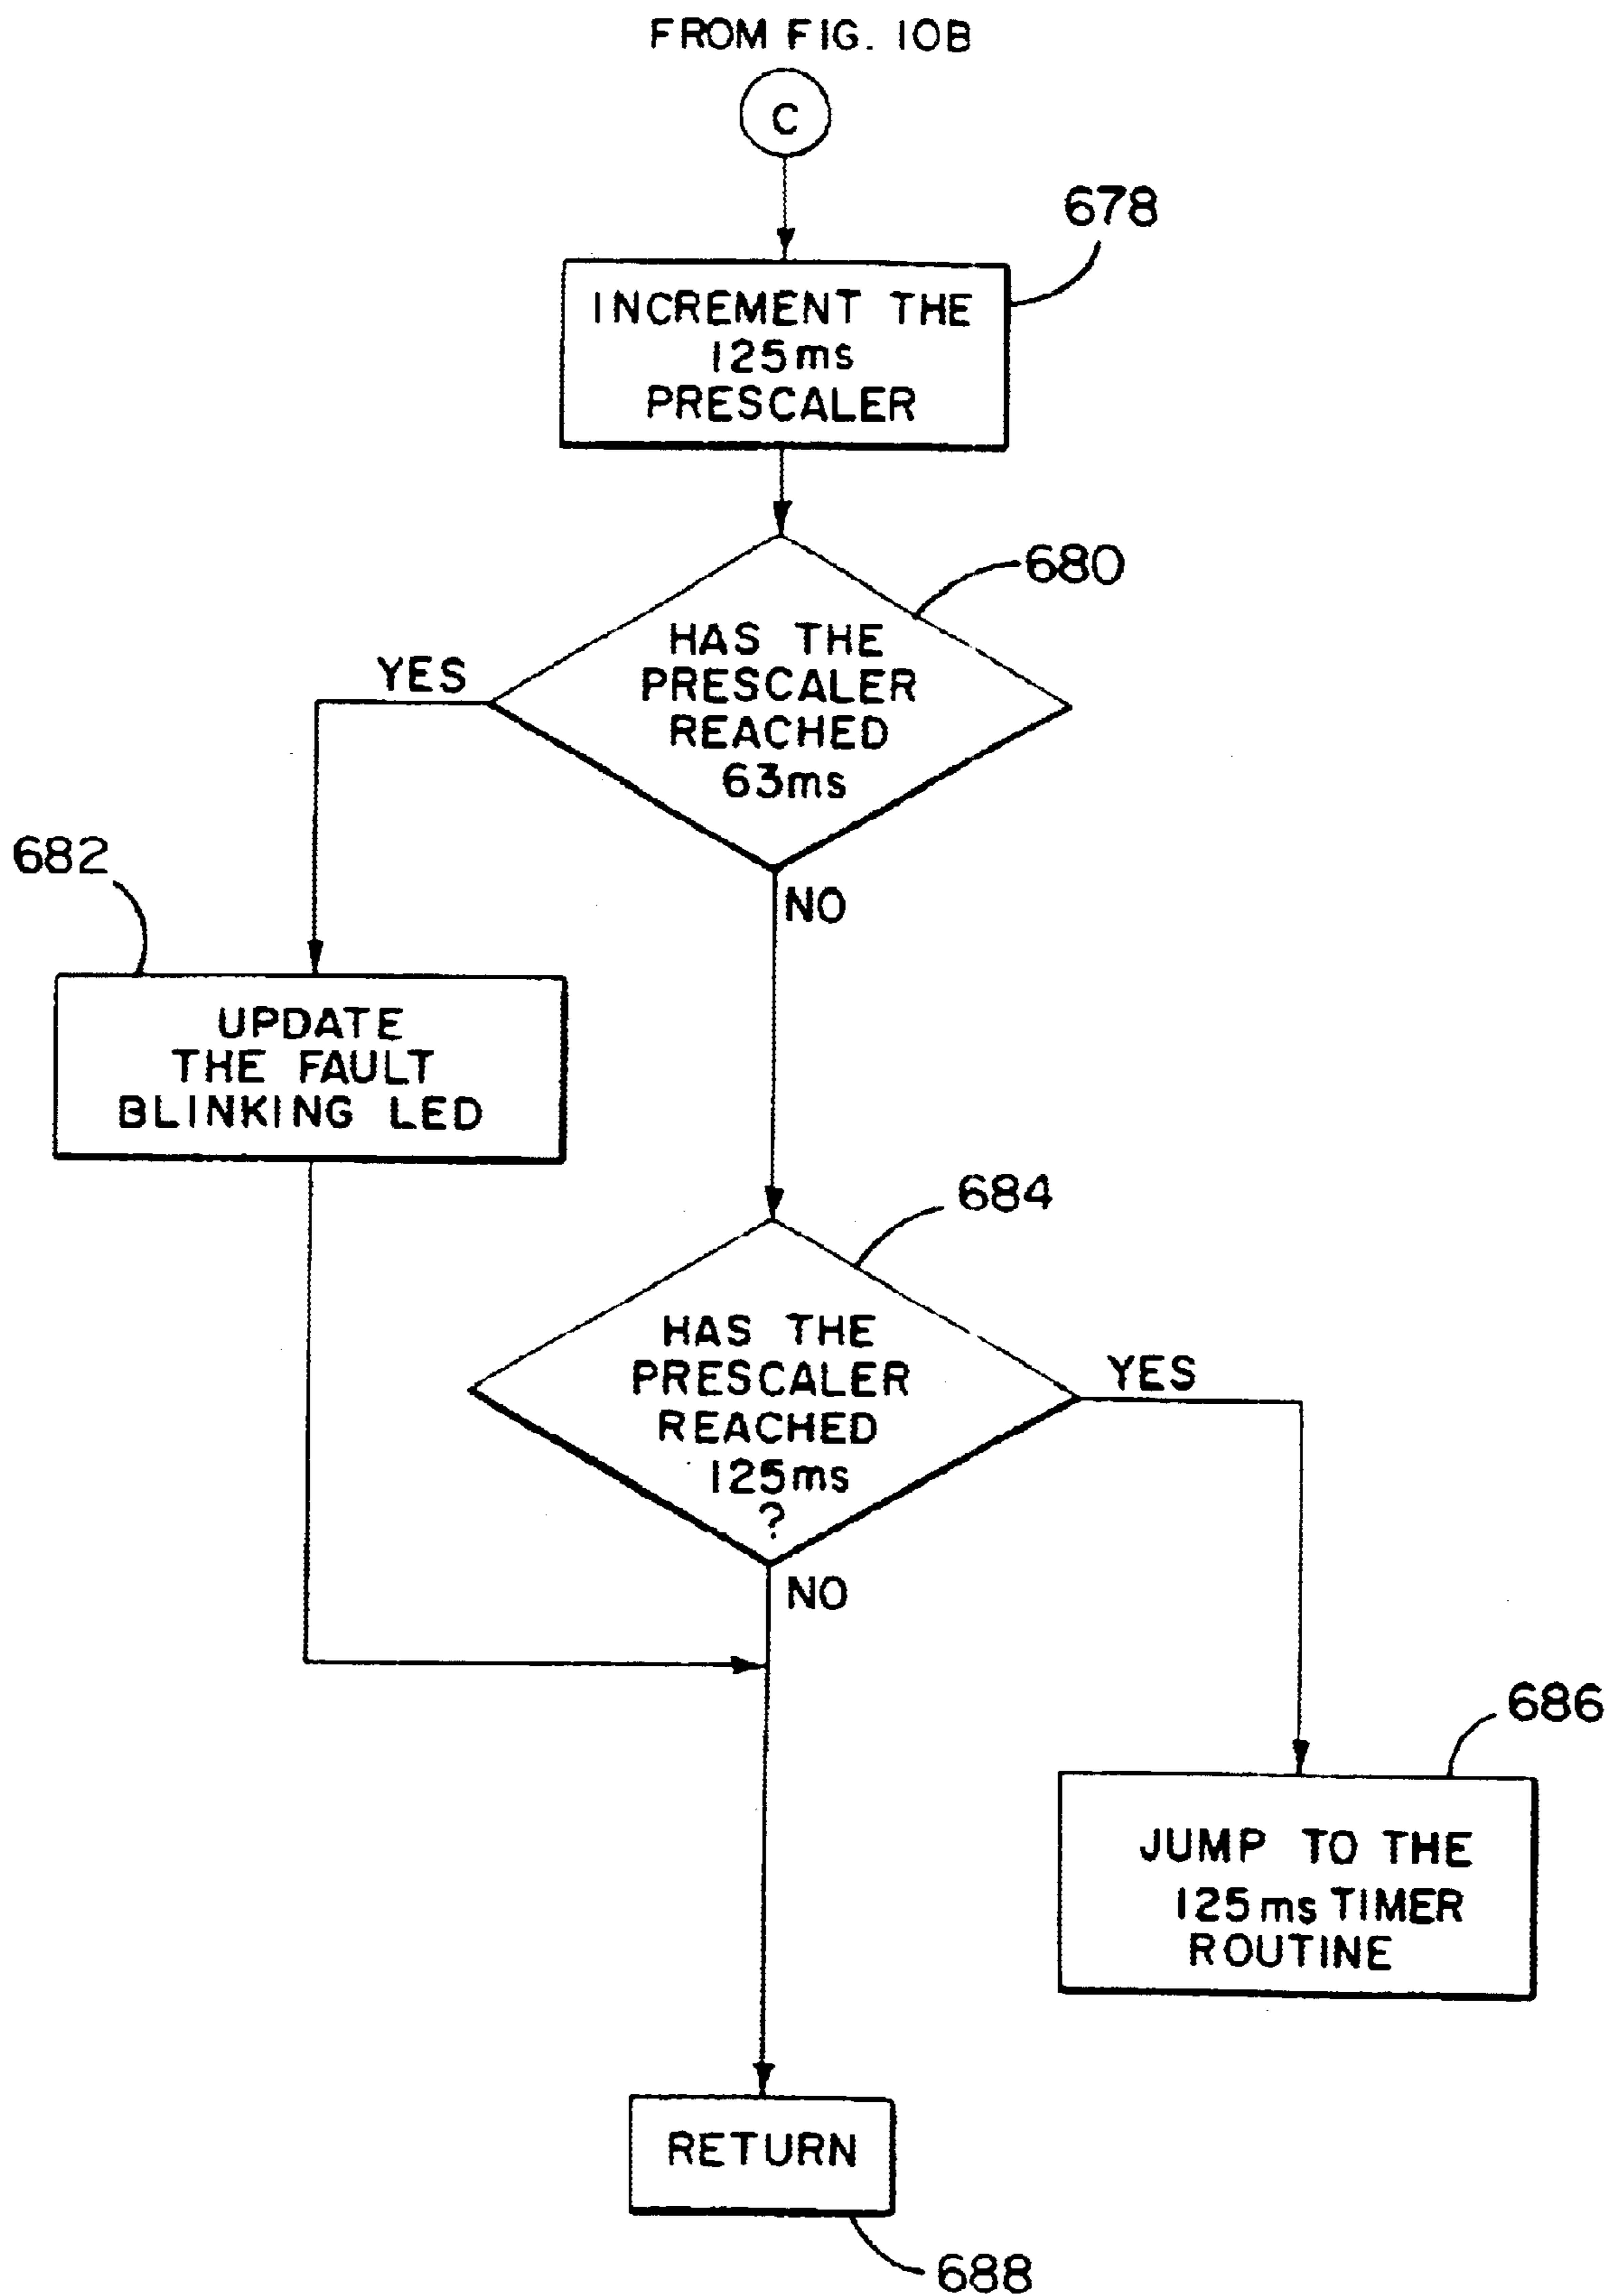 FROM FIG. 10B
C
678
INCREMENT THE
125ms
PRESCALER
680
HAS THE
PRESCALER
REACHED
63ms
YES
NO
682
UPDATE
THE FAULT
BLINKING LED
684
HAS THE
PRESCALER
REACHED
125ms
?
YES
NO
686
JUMP TO THE
125ms TIMER
ROUTINE
RETURN
688